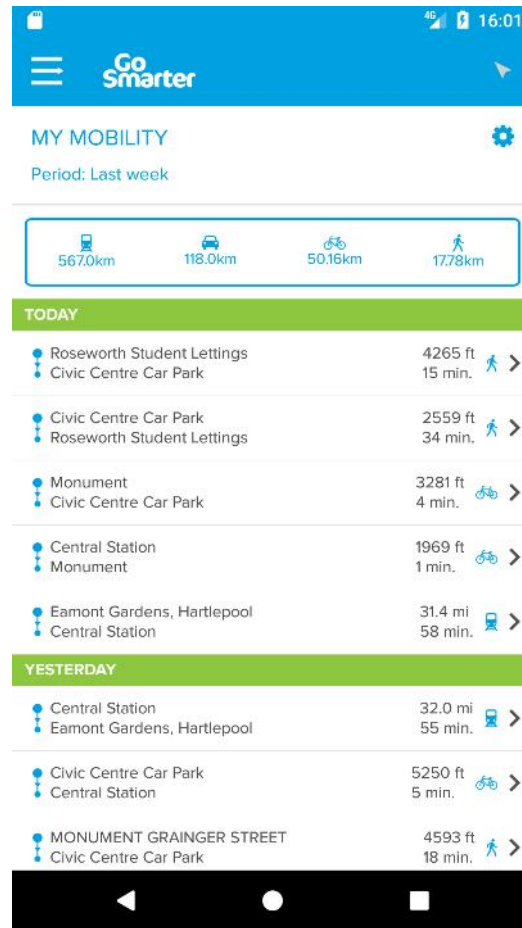 4G 16:01
Go
Smarter
MY MOBILITY
Period: Last week
567.0km 118.0km 50.16km 17.78km
TODAY
Roseworth Student Lettings 4265 ft
Civic Centre Car Park 15 min.
Civic Centre Car Park 2559 ft
Roseworth Student Lettings 34 min.
Monument 3281 ft
Civic Centre Car Park 4 min.
Central Station 1969 ft
Monument 1 min.
Eamont Gardens, Hartlepool 31.4 mi
Central Station 58 min.
YESTERDAY
Central Station 32.0 mi
Eamont Gardens, Hartlepool 55 min.
Civic Centre Car Park 5250 ft
Central Station 5 min.
MONUMENT GRAINGER STREET 4593 ft
Civic Centre Car Park 18 min.